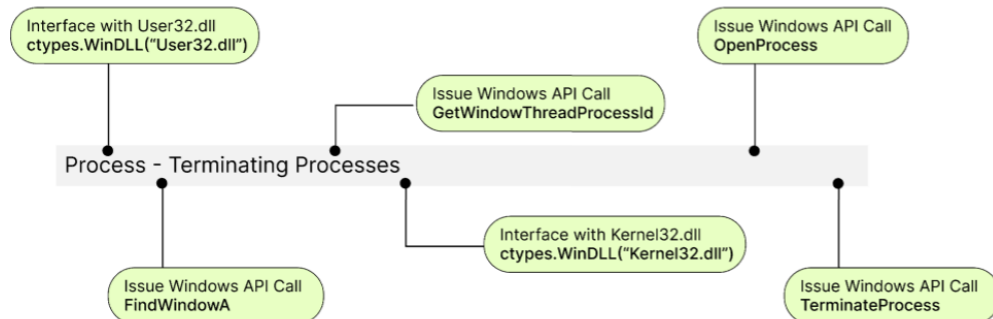 Interface with User32.dll
ctypes.WinDLL("User32.dll")
Issue Windows API Call
OpenProcess
Issue Windows API Call
GetWindowThreadProcessId
Process - Terminating Processes
Interface with Kernel32.dll
ctypes.WinDLL("Kernel32.dll")
Issue Windows API Call
FindWindowA
Issue Windows API Call
TerminateProcess